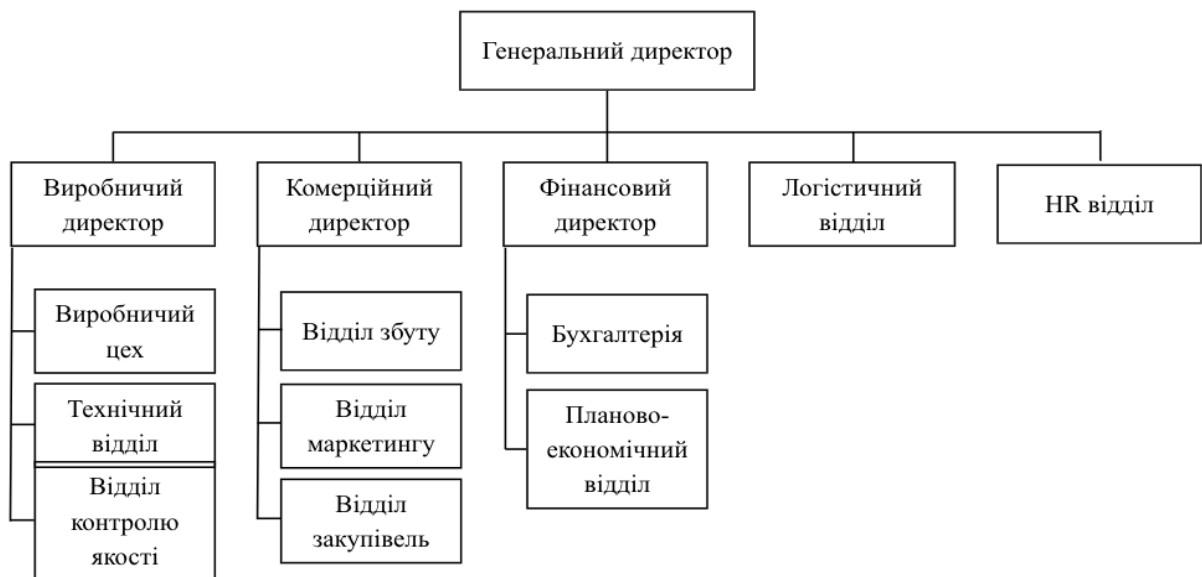 Генеральний директор
Виробничий
директор
Комерційний
директор
Фінансовий
директор
Логістичний
відділ
HR відділ
Виробничий
цех
Технічний
відділ
Відділ
контролю
якості
Відділ збуту
Відділ
маркетингу
Відділ
закупівель
Бухгалтерія
Планово-
економічний
відділ